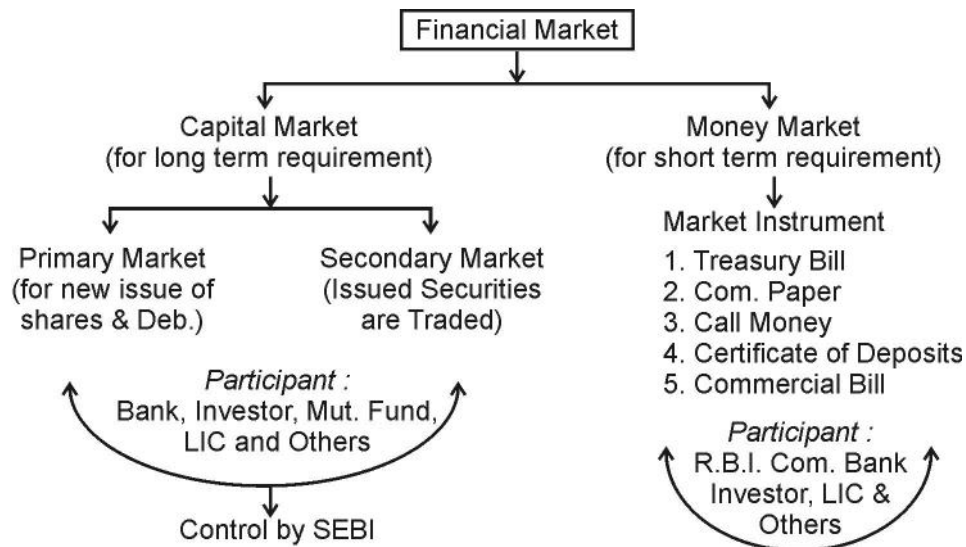 Financial Market
Capital Market
(for long term requirement)
Money Market
(for short term requirement)
Primary Market
(for new issue of
shares & Deb.)
Secondary Market
(Issued Securities
are Traded)
Participant :
Bank, Investor, Mut. Fund,
LIC and Others
Control by SEBI
Market Instrument
1. Treasury Bill
2. Com. Paper
3. Call Money
4. Certificate of Deposits
5. Commercial Bill
Participant :
R.B.I. Com. Bank
Investor, LIC &
Others